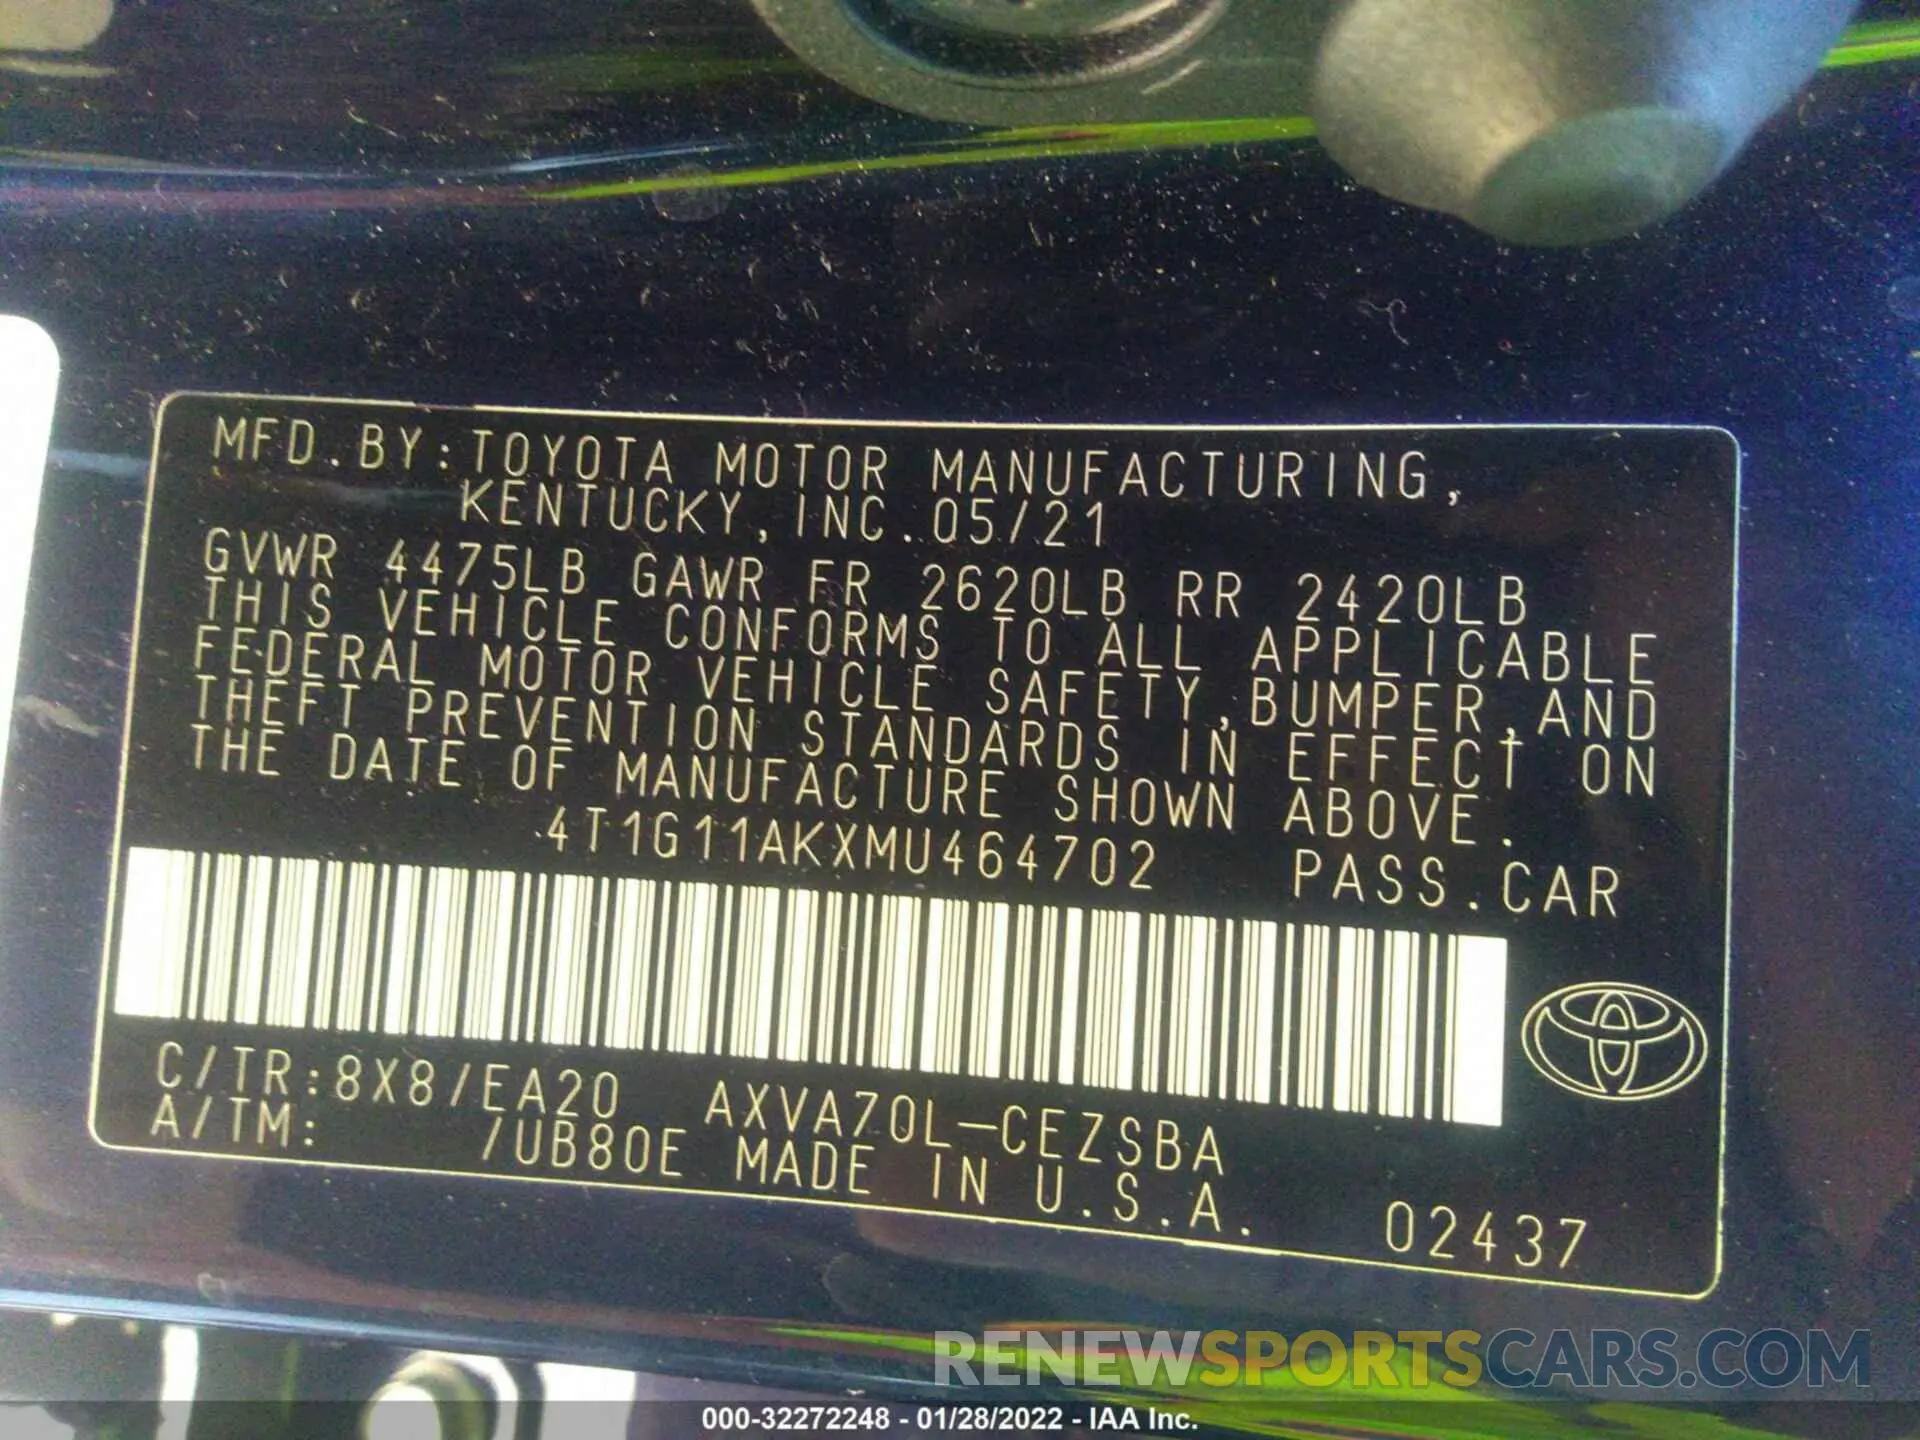 MFD.BY:TOYOTA MOTOR MANUFACTURING,
KENTUCKY, INC.05/21
GVWR 4475LB GAWR FR 2620LB RR 2420LB
THIS VEHICLE CONFORMS TO ALL APPLICABLE
FEDERAL MOTOR VEHICLE SAFETY,BUMPER,AND
THEFT PREVENTION STANDARDS IN EFFECT ON
THE DATE OF MANUFACTURE SHOWN ABOVE.
4T1G11AKXMU464702 PASS.CAR
C/TR:8X8/EA20 AXVA70L-CEZSBA
A/TM: /UB80E MADE IN U.S.A.
02437
RENEWSPORTSCARS.COM
000-32272248 - 01/28/2022 - IAA Inc.